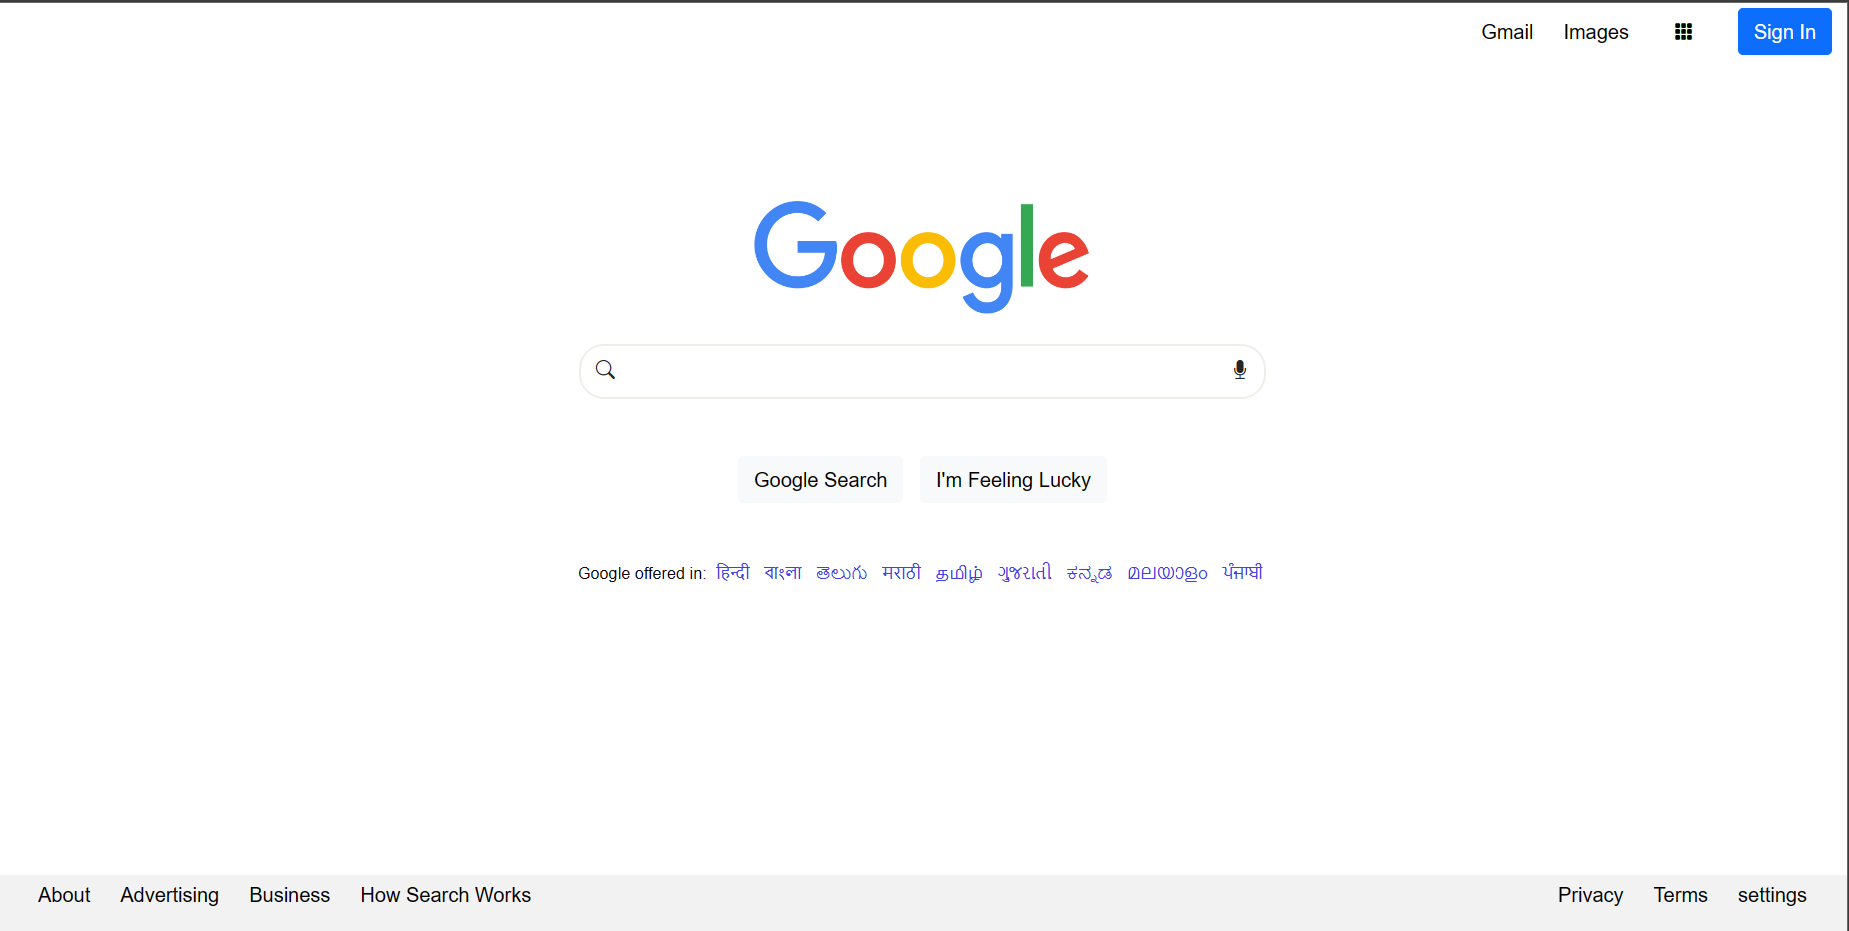 Gmail Images Sign In
Google
Google Search I'm Feeling Lucky
Google offered in: हिन्दी বাংলা తెలుగు मराठी தமிழ் ગુજરાતી ಕನ್ನಡ മലയാളം ਪੰਜਾਬੀ
About Advertising Business How Search Works Privacy Terms settings